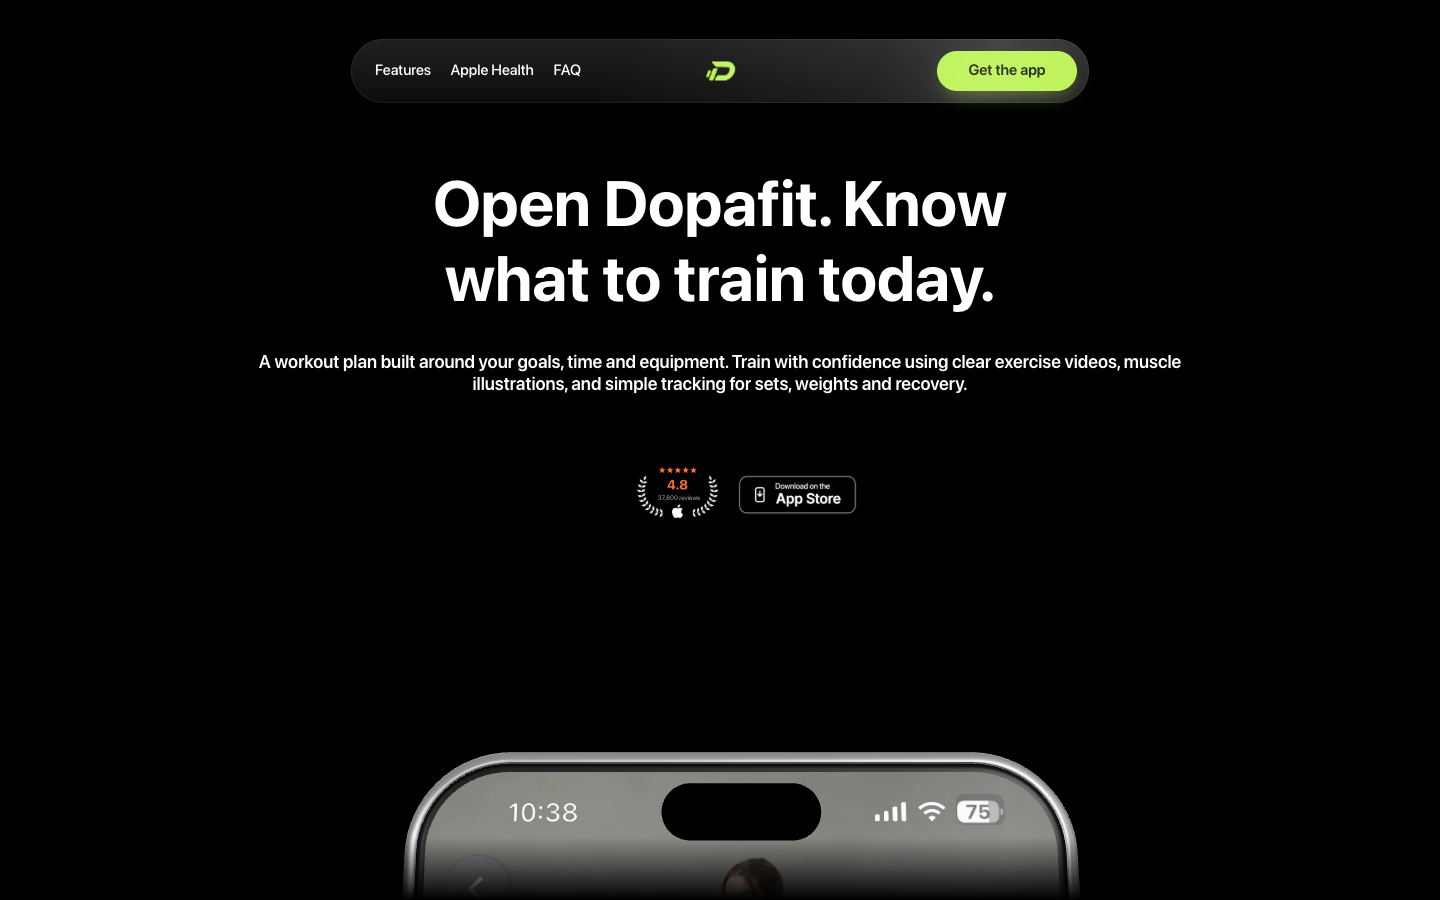 Features
Apple Health
FAQ
Get the app
Open Dopafit. Know
what to train today.
A workout plan built around your goals, time and equipment. Train with confidence using clear exercise videos, muscle
illustrations, and simple tracking for sets, weights and recovery.
4.8
37,800 reviews
Download on the
App Store
10:38
75